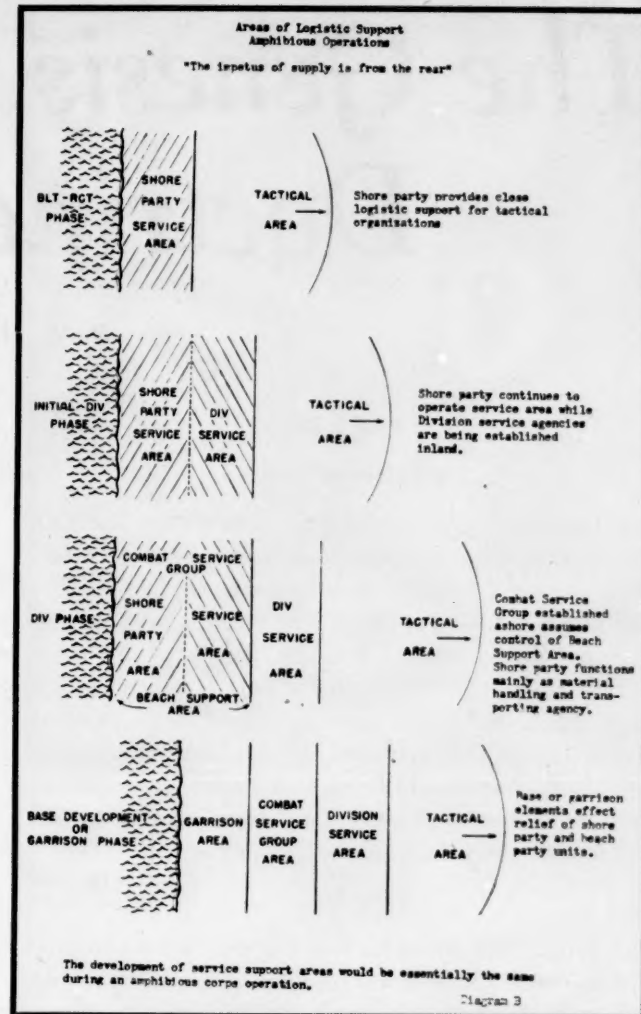 Areas of Logistic Support
Amphibious Operations
"The impetus of supply is from the rear"
BLT - RCT
PHASE
SHORE
PARTY
SERVICE
AREA
TACTICAL
AREA
Shore party provides close
logistic support for tactical
organizations
INITIAL-DIV
PHASE
SHORE
PARTY
SERVICE
AREA
DIV
SERVICE
AREA
TACTICAL
AREA
Shore party continues to
operate service area while
Division service agencies
are being established
inland.
DIV PHASE
COMBAT SERVICE
GROUP
SHORE
PARTY
AREA
SERVICE
AREA
BEACH SUPPORT
AREA
DIV
SERVICE
AREA
TACTICAL
AREA
Combat Service
Group established
ashore assumes
control of Beach
Support Area.
Shore party functions
mainly as material
handling and trans-
porting agency.
BASE DEVELOPMENT
OR
GARRISON PHASE
GARRISON
AREA
COMBAT
SERVICE
GROUP
AREA
DIVISION
SERVICE
AREA
TACTICAL
AREA
Base or garrison
elements effect
relief of shore
party and beach
party units.
The development of service support areas would be essentially the same
during an amphibious corps operation.
Diagram 3